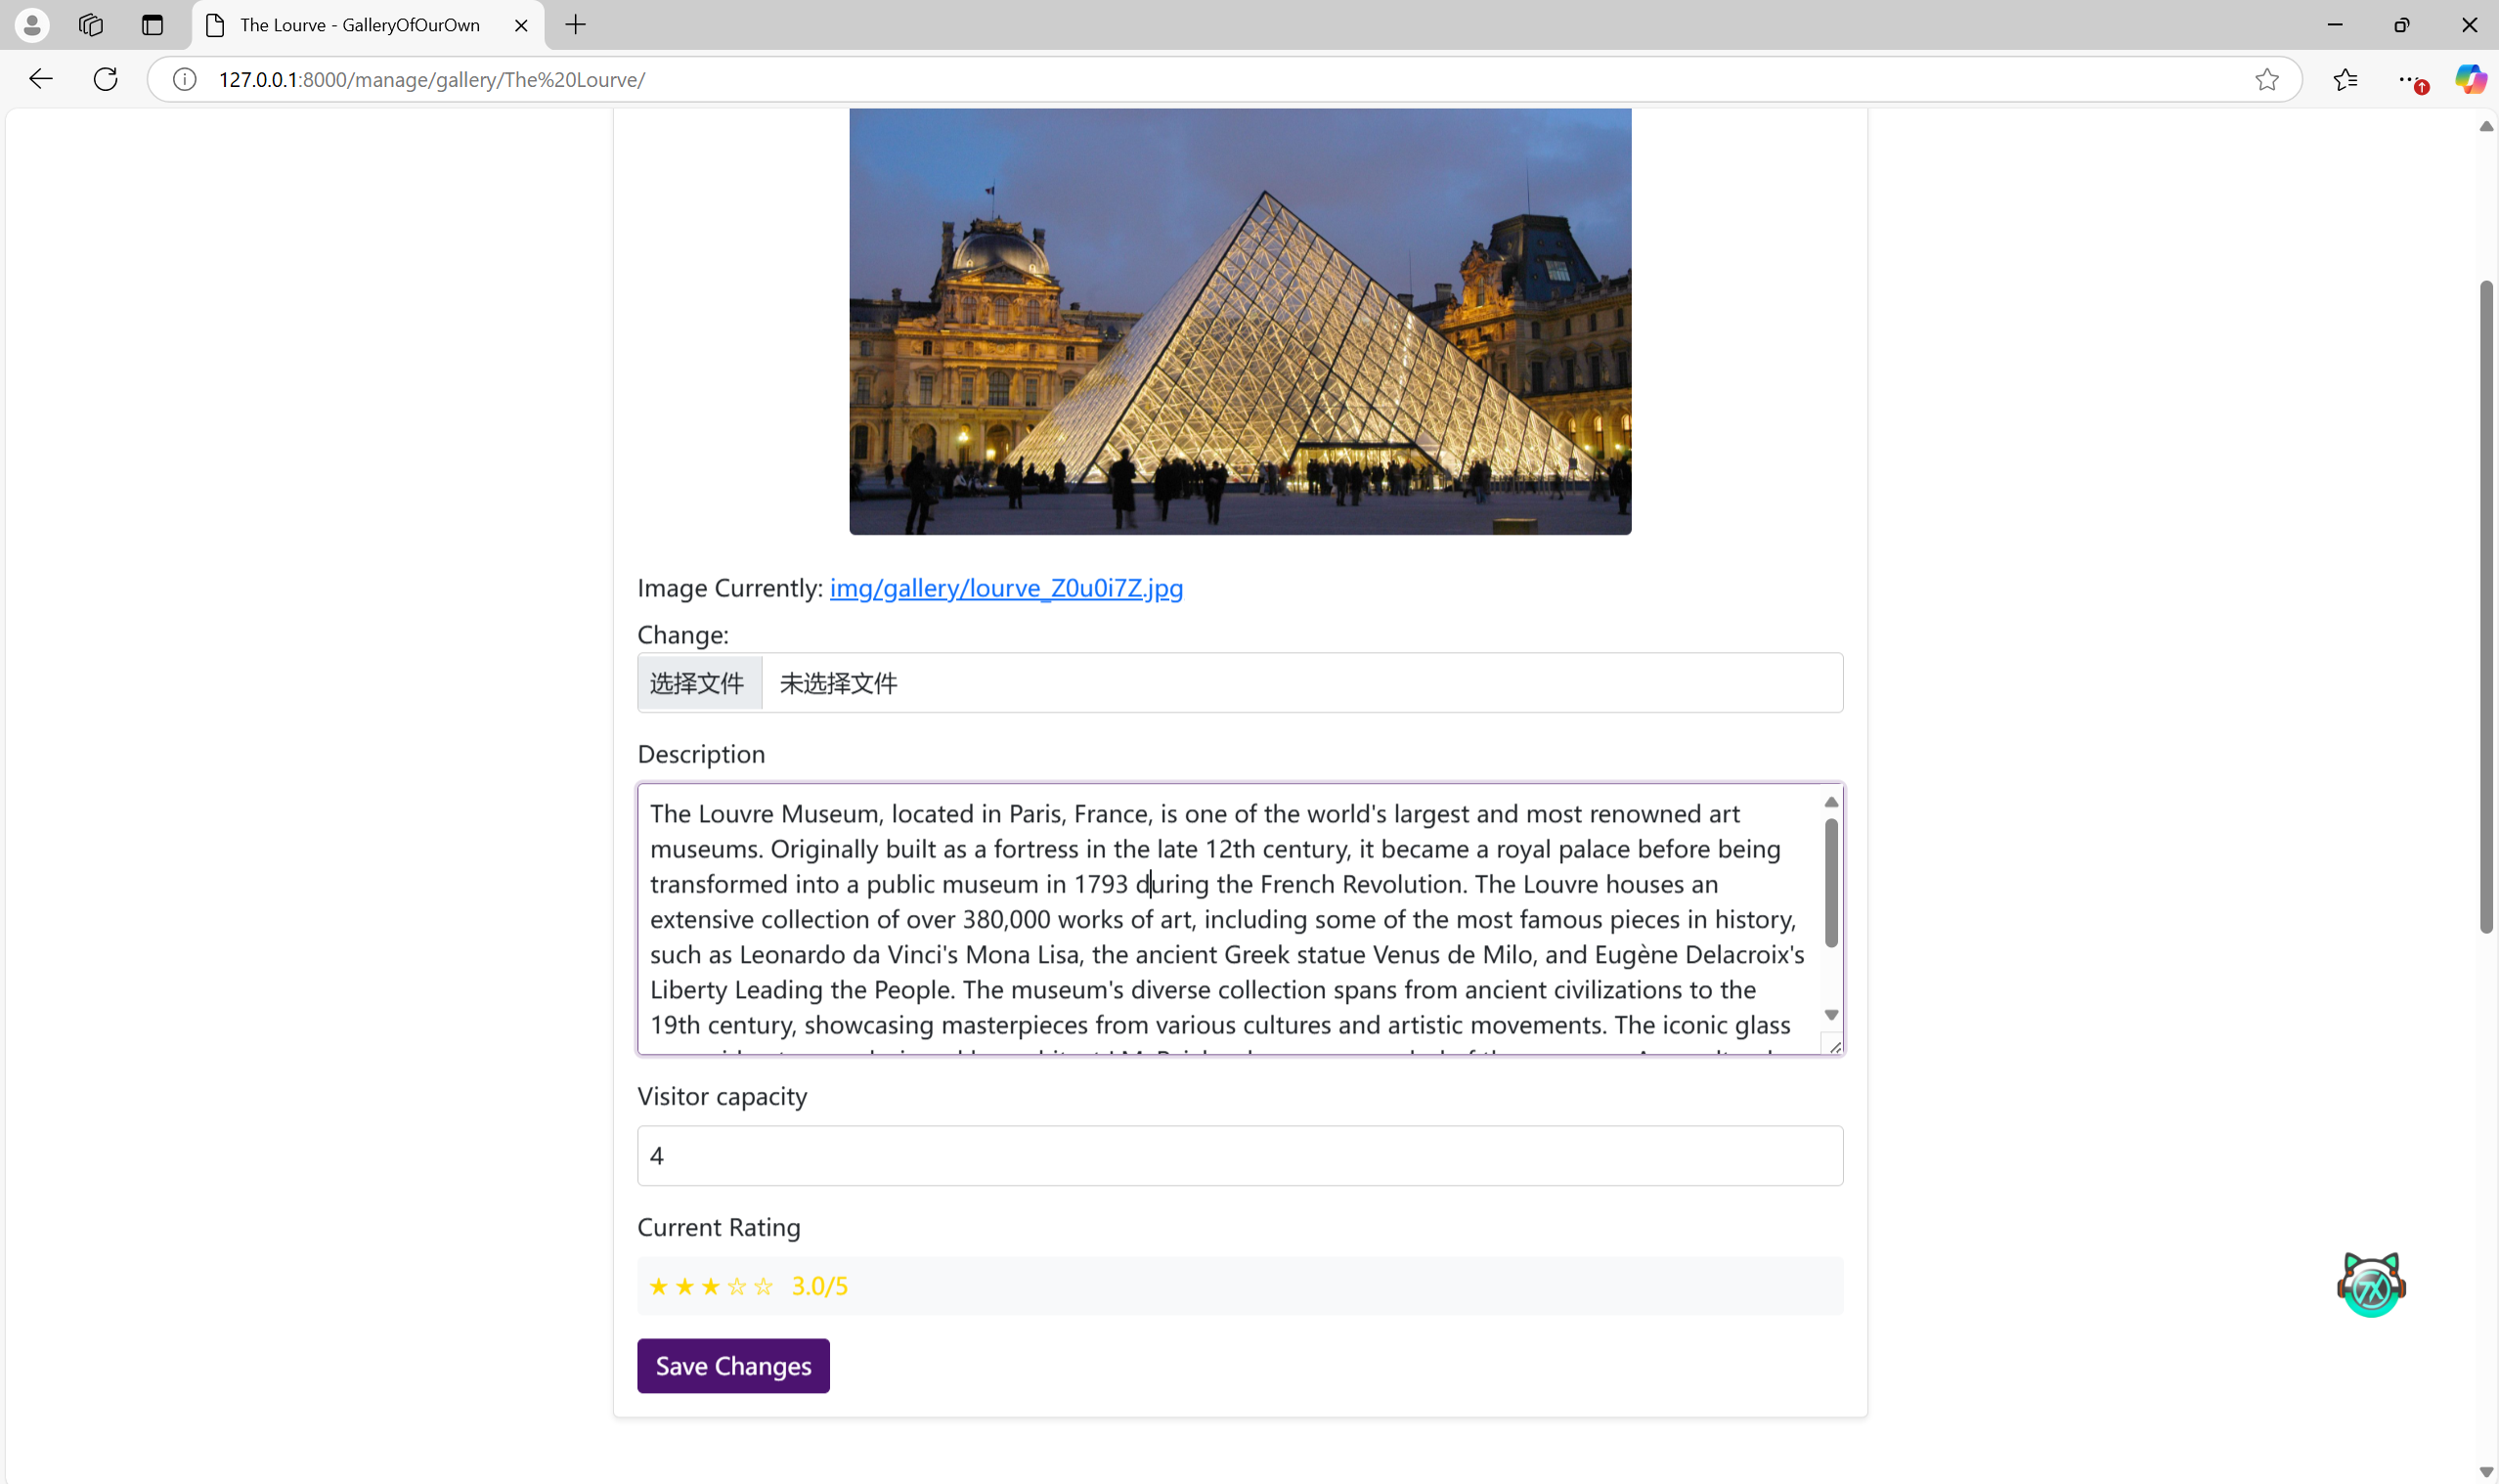 The Lourve - GalleryOfOurOwn
127.0.0.1:8000/manage/gallery/The%20Lourve/
Image Currently: img/gallery/lourve_Z0u0i7Z.jpg
Change:
选择文件 未选择文件
Description
The Louvre Museum, located in Paris, France, is one of the world's largest and most renowned art
museums. Originally built as a fortress in the late 12th century, it became a royal palace before being
transformed into a public museum in 1793 during the French Revolution. The Louvre houses an
extensive collection of over 380,000 works of art, including some of the most famous pieces in history,
such as Leonardo da Vinci's Mona Lisa, the ancient Greek statue Venus de Milo, and Eugène Delacroix's
Liberty Leading the People. The museum's diverse collection spans from ancient civilizations to the
19th century, showcasing masterpieces from various cultures and artistic movements. The iconic glass
Visitor capacity
4
Current Rating
★★★☆☆ 3.0/5
Save Changes